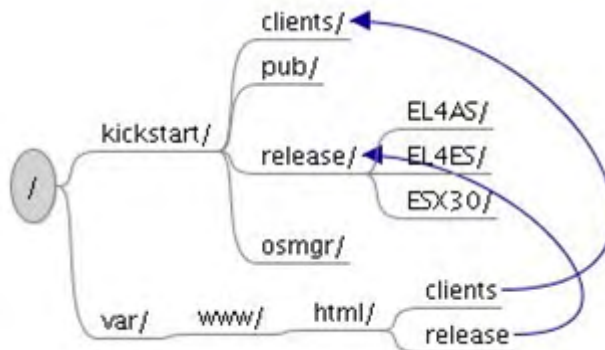 clients/
pub/
EL4AS/
kickstart/
release/
EL4ES/
/
ESX30/
osmgr/
clients
var/
www/
html/
release